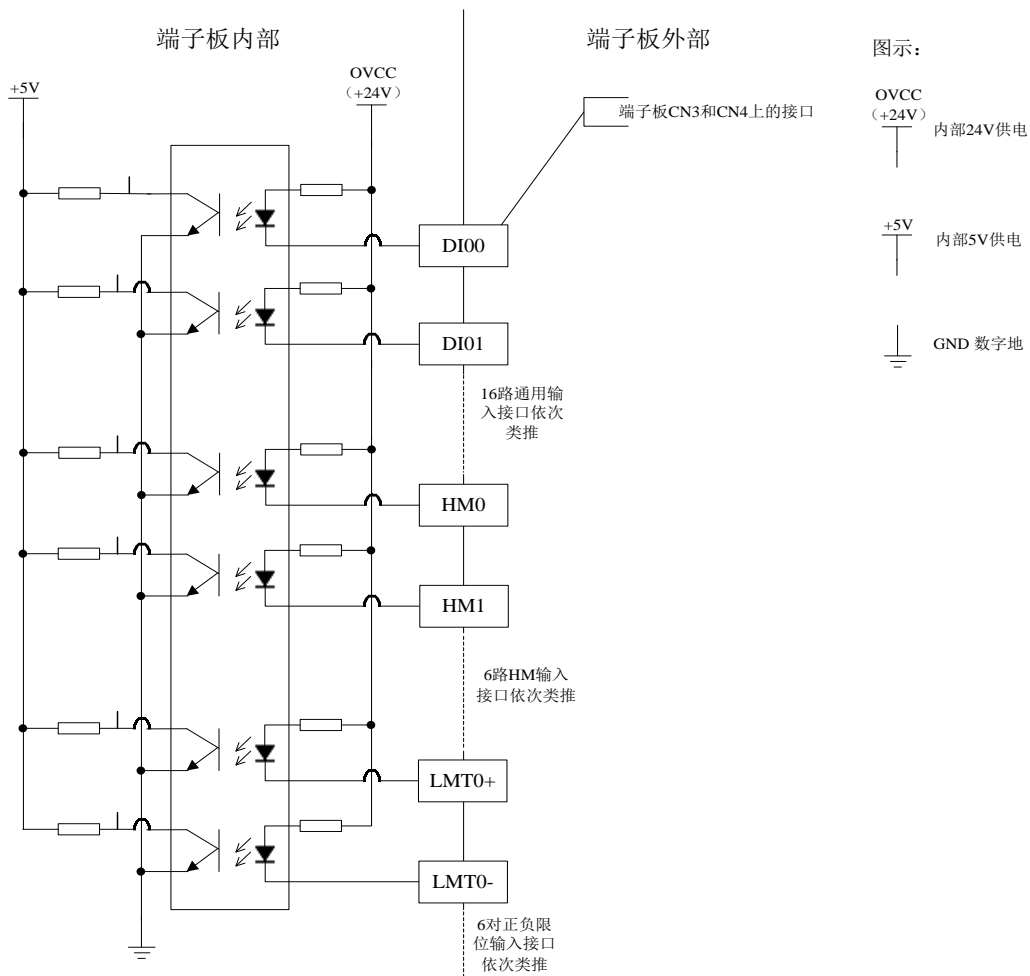 端子板内部
端子板外部
图示：
+5V
OVCC
（+24V）
端子板CN3和CN4上的接口
OVCC
（+24V）
内部24V供电
DI00
+5V
内部5V供电
DI01
GND 数字地
16路通用输
入接口依次
类推
HM0
HM1
6路HM输入
接口依次类推
LMT0+
LMT0-
6对正负限
位输入接口
依次类推